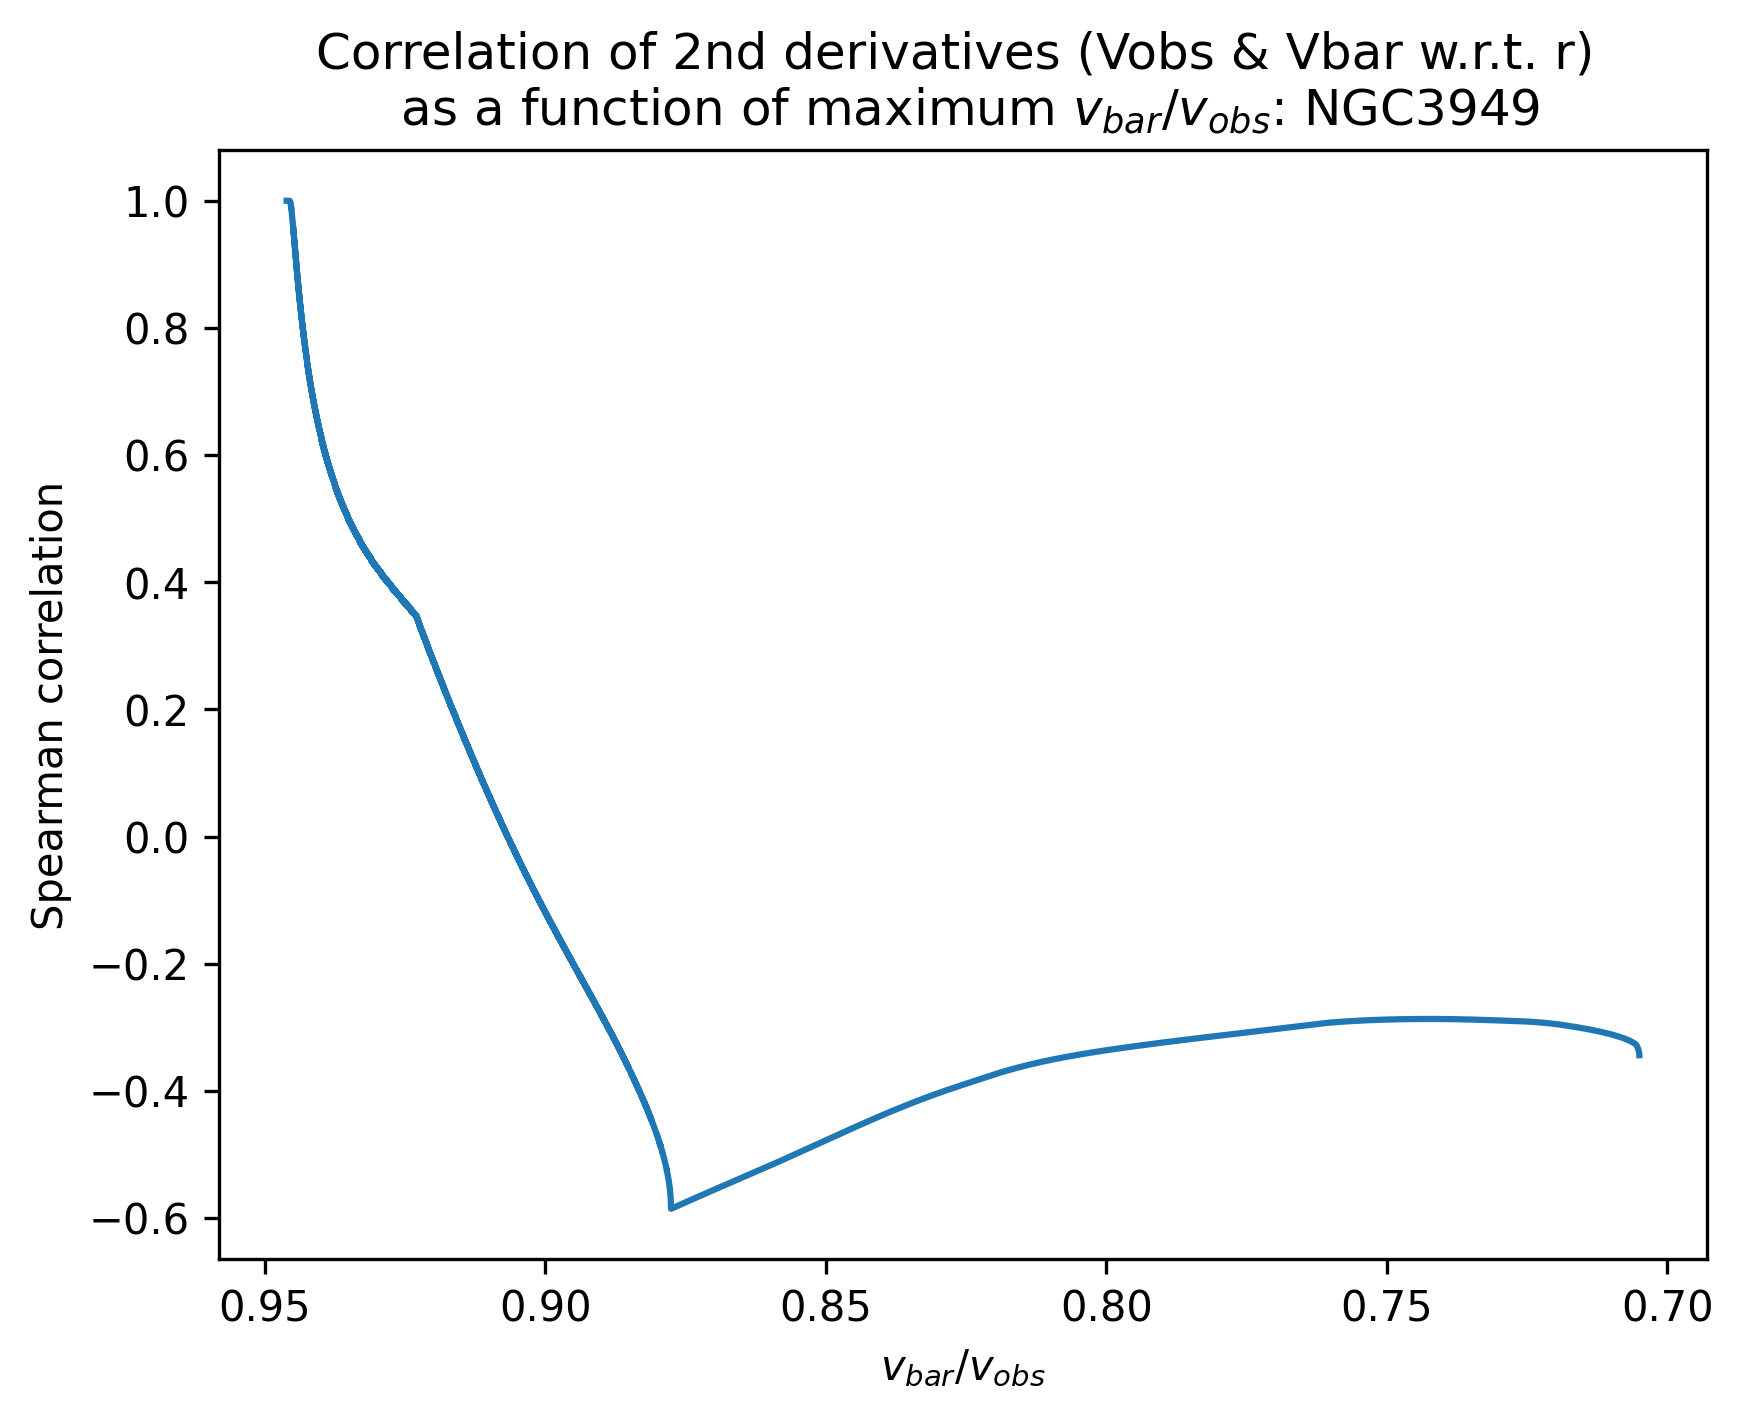 Correlation of 2nd derivatives (Vobs & Vbar w.r.t. r)
as a function of maximum v_bar/v_obs: NGC3949
1.0
0.8
0.6
0.4
0.2
0.0
−0.2
−0.4
−0.6
Spearman correlation
0.95 0.90 0.85 0.80 0.75 0.70
v_bar/v_obs